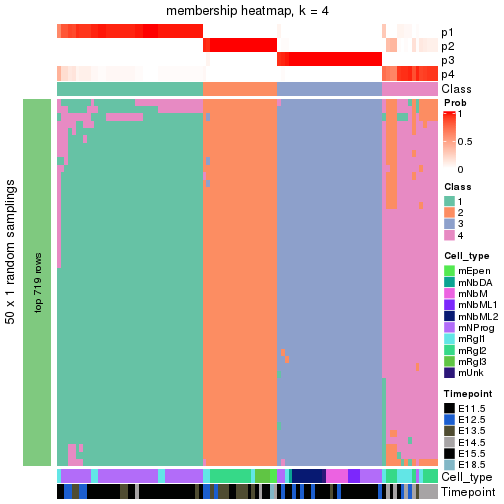 membership heatmap, k = 4
p1
p2
p3
p4
Class
50 x 1 random samplings
top 719 rows
Prob
1
0.5
0
Class
1
2
3
4
Cell_type
mEpen
mNbDA
mNbM
mNbML1
mNbML2
mNProg
mRgl1
mRgl2
mRgl3
mUnk
Timepoint
E11.5
E12.5
E13.5
E14.5
E15.5
E18.5
Cell_type
Timepoint